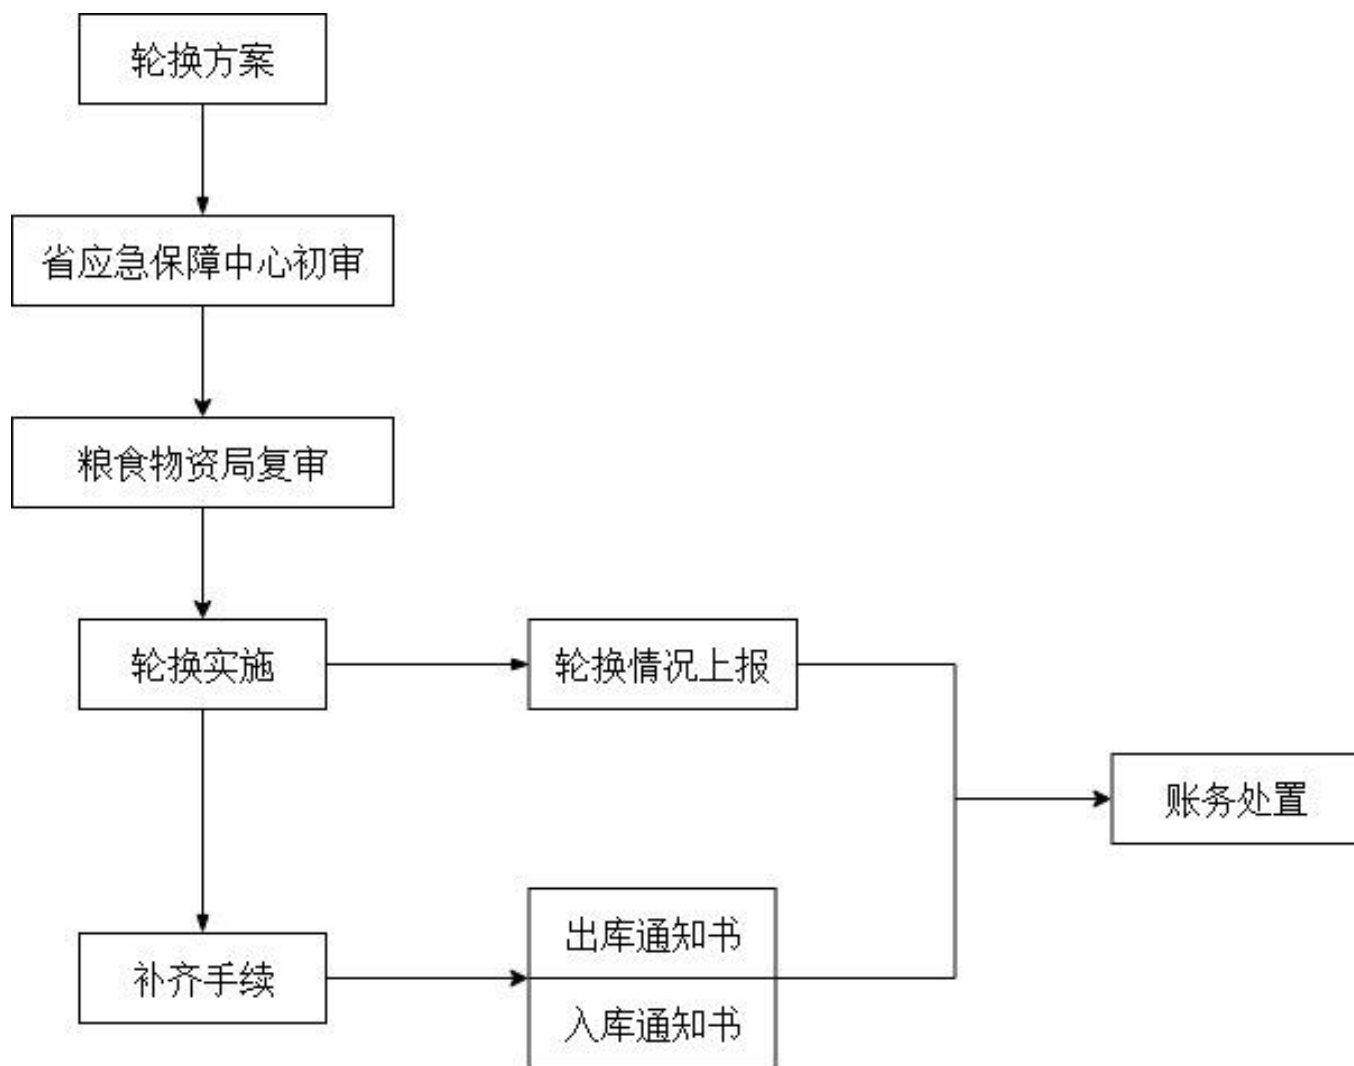 轮换方案
省应急保障中心初审
粮食物资局复审
轮换实施
轮换情况上报
账务处置
补齐手续
出库通知书
入库通知书